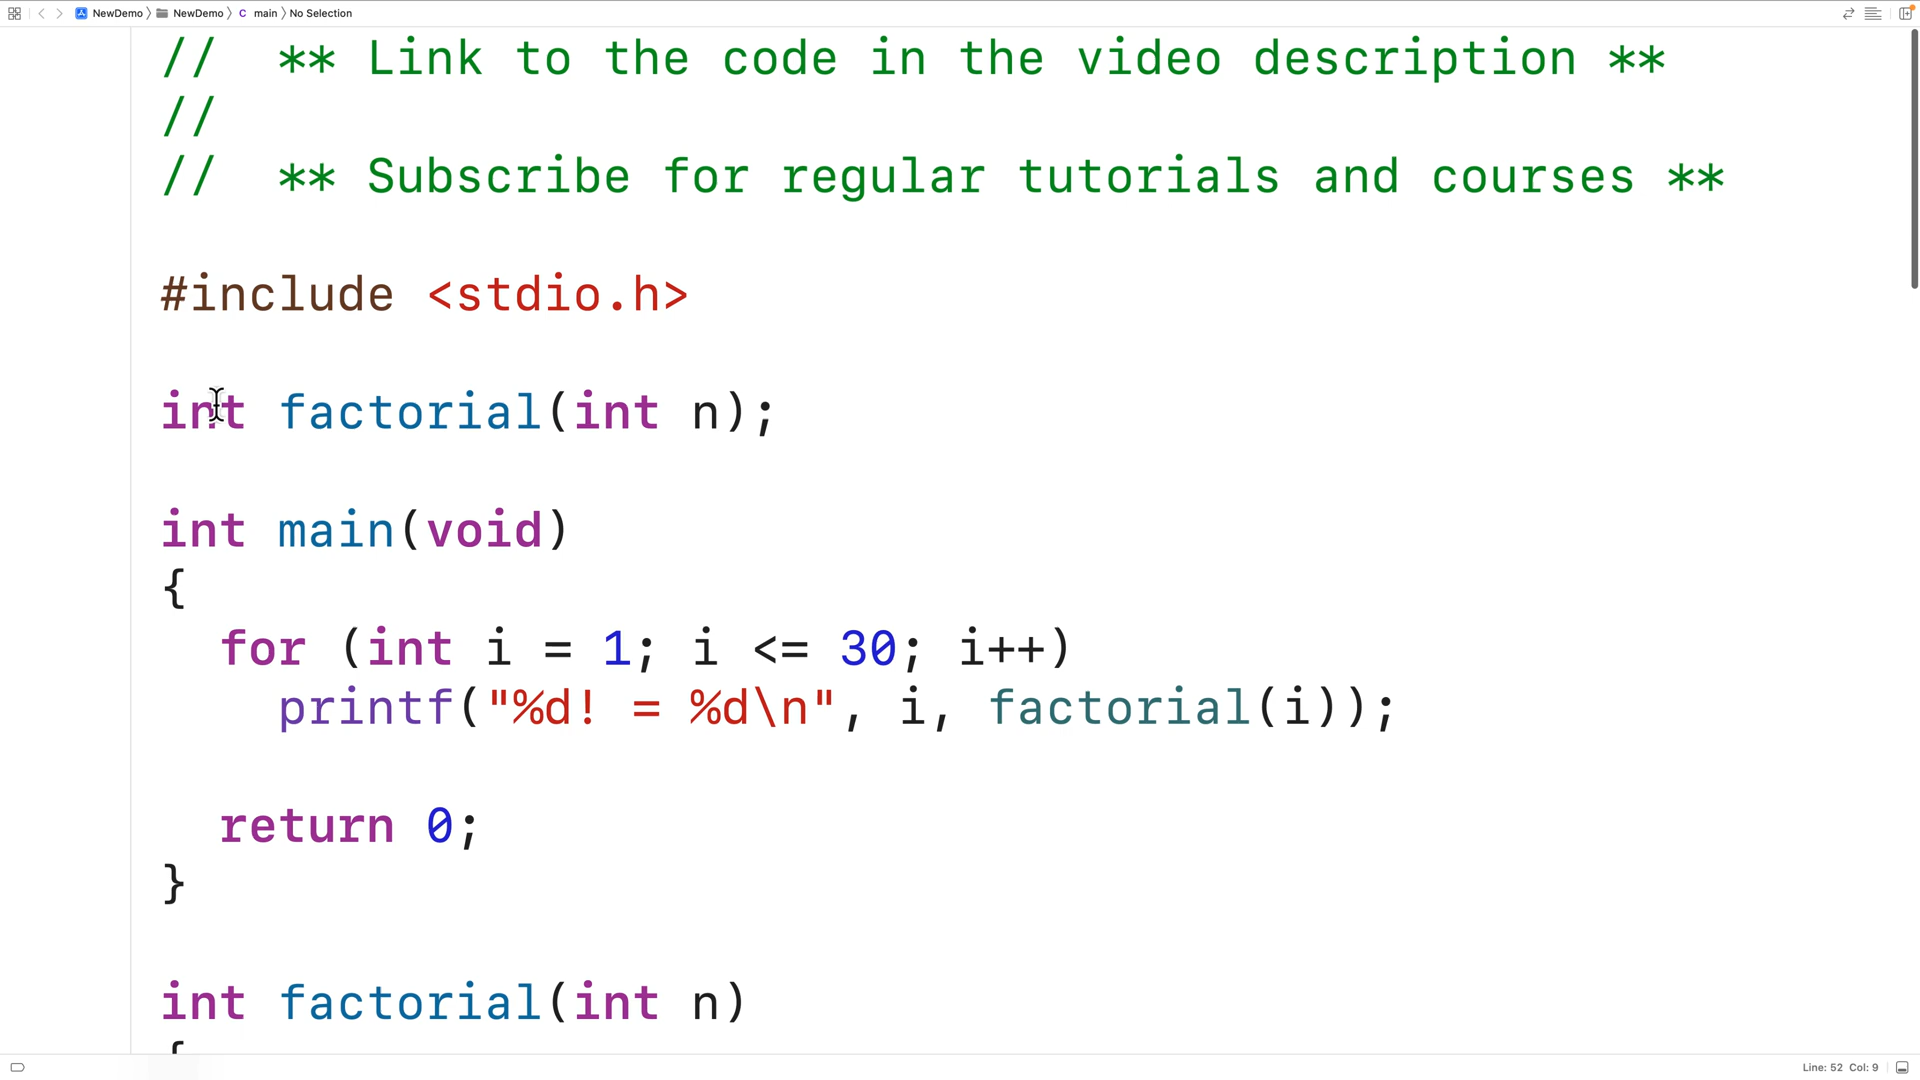 NewDemo NewDemo C main No Selection
// ** Link to the code in the video description **
//
// ** Subscribe for regular tutorials and courses **
#include <stdio.h>
int factorial(int n);
int main(void)
{
for (int i = 1; i <= 30; i++)
printf("%d! = %d\n", i, factorial(i));
return 0;
}
int factorial(int n)
{
Line: 52 Col: 9